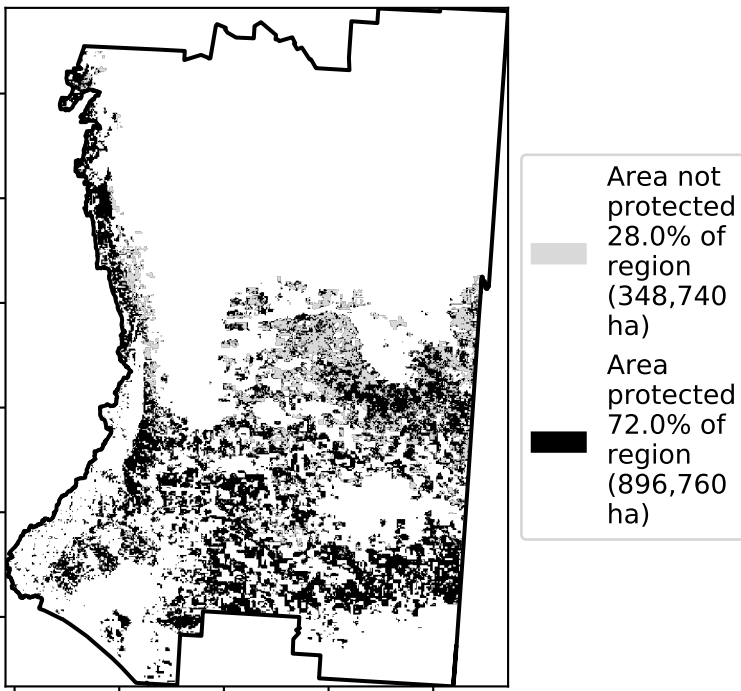 Area not
protected
28.0% of
region
(348,740
ha)
Area
protected
72.0% of
region
(896,760
ha)